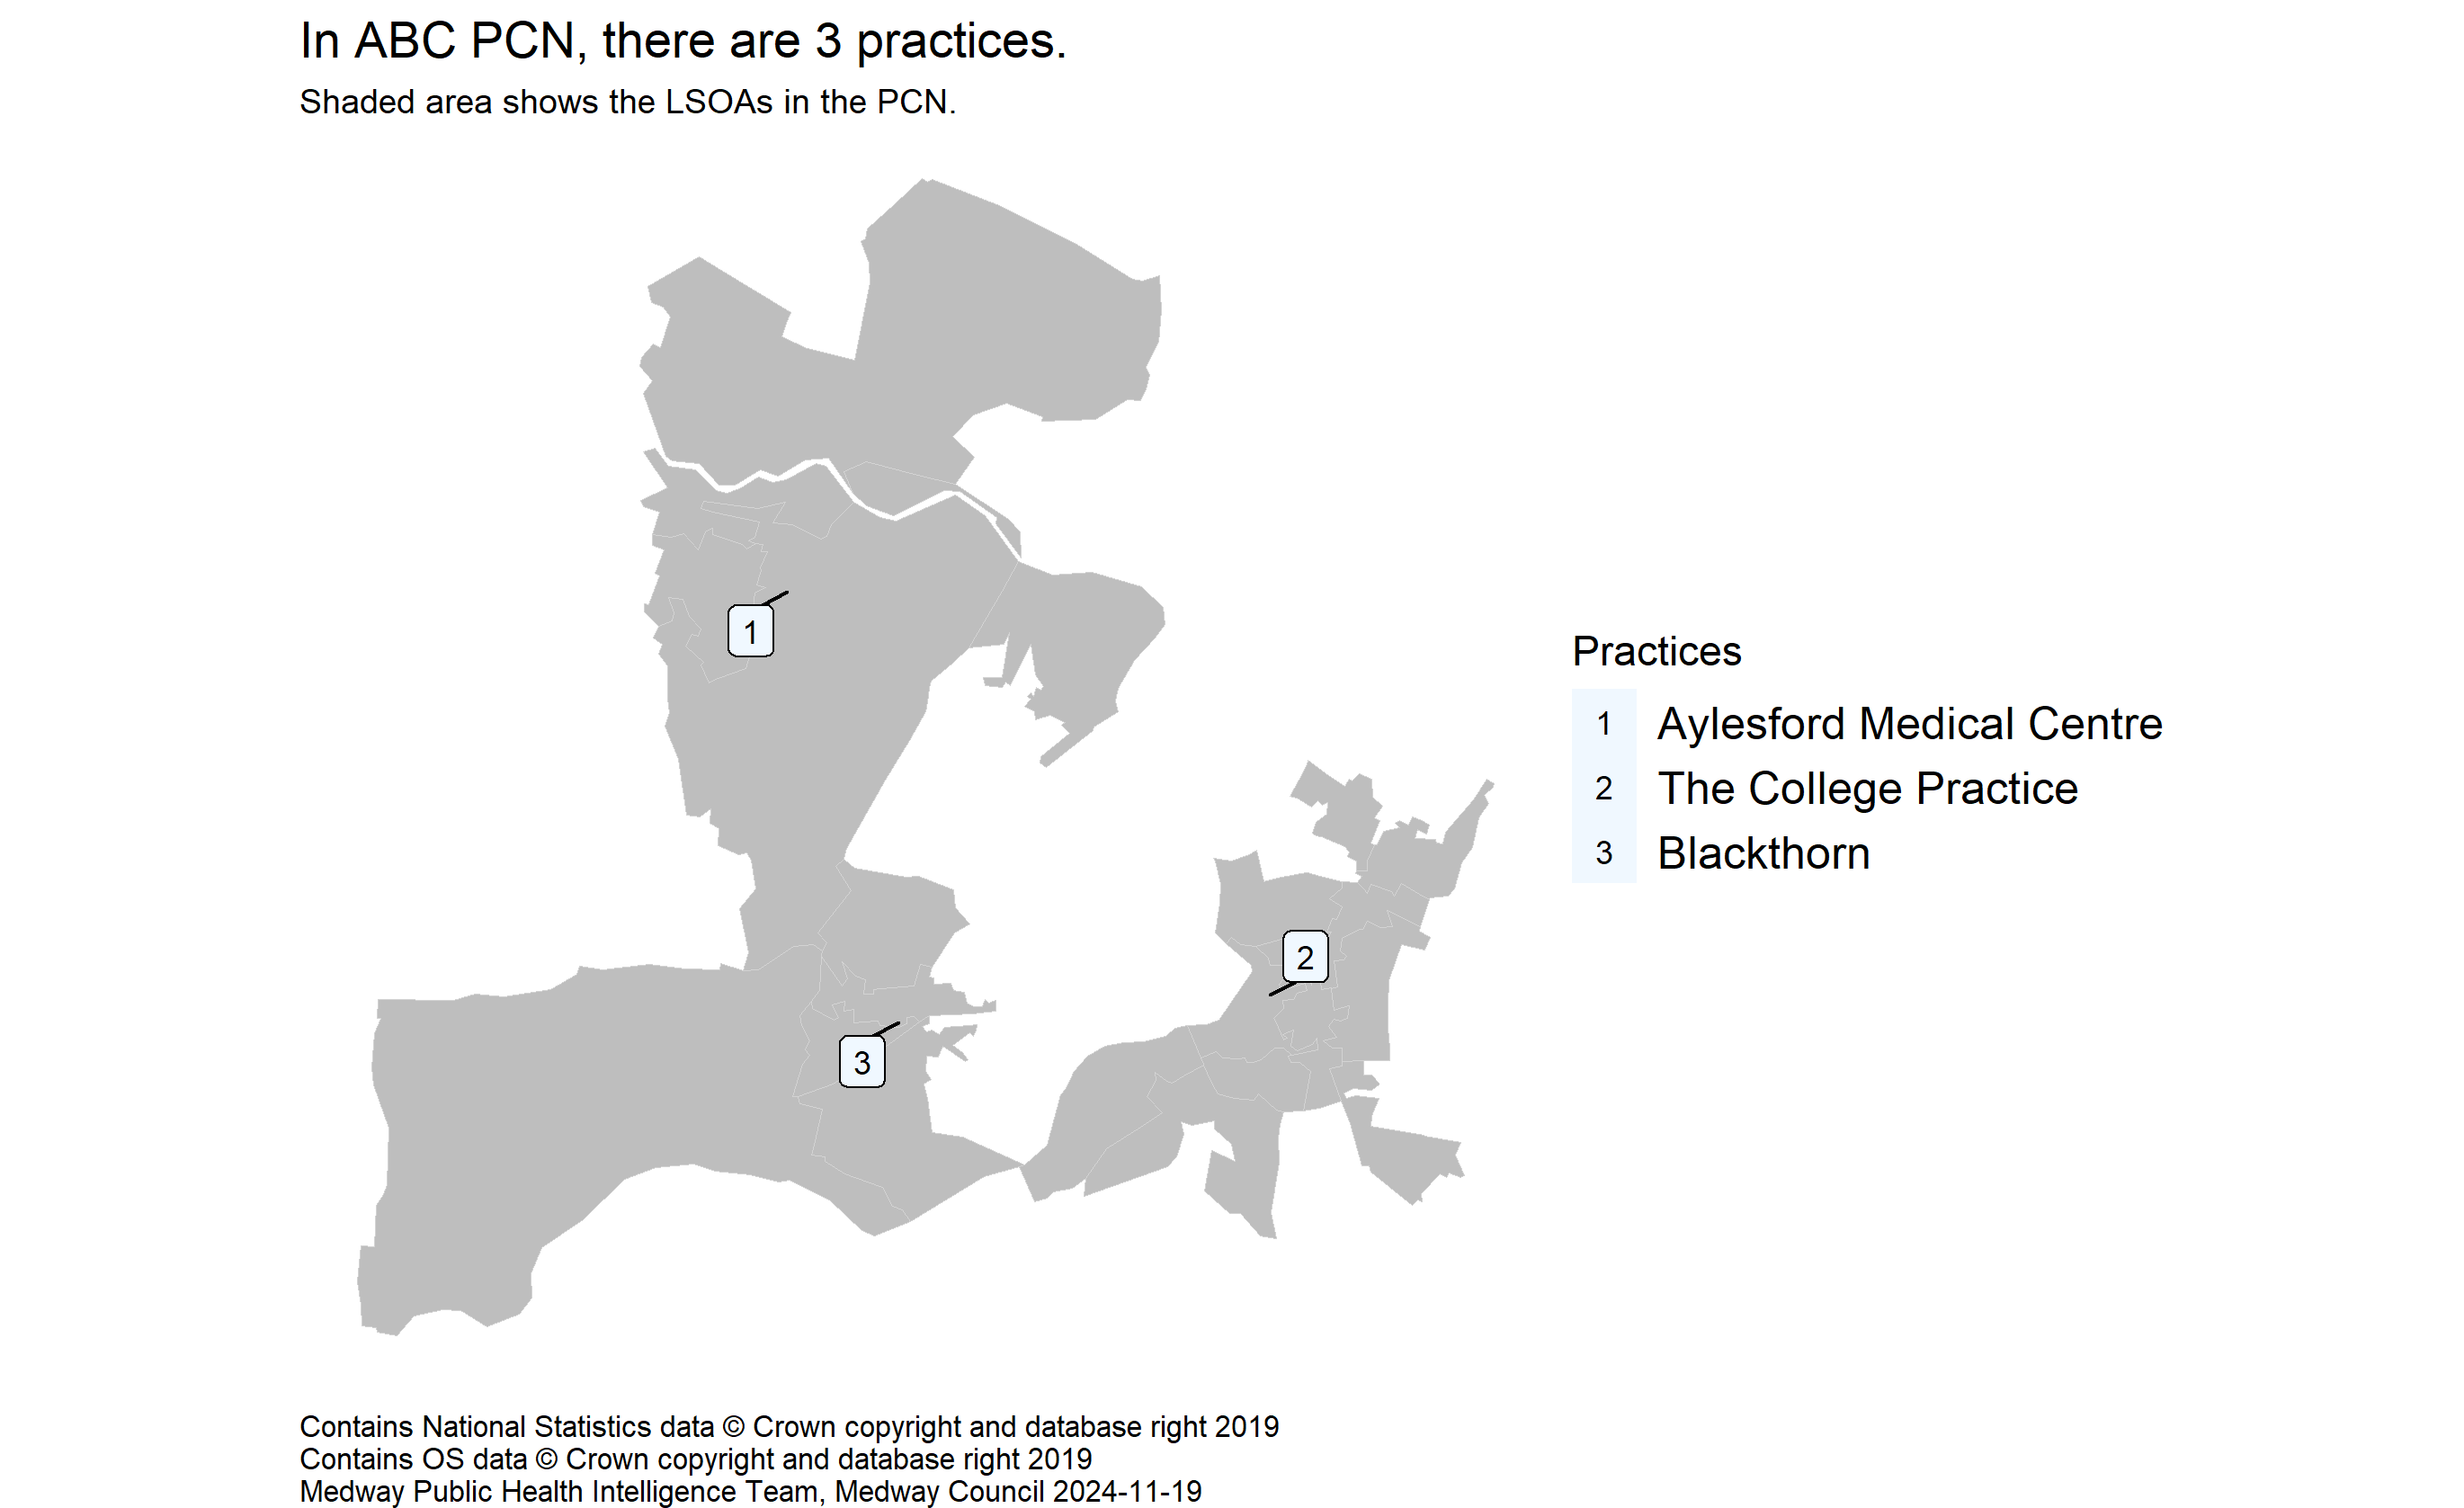 In ABC PCN, there are 3 practices.
Shaded area shows the LSOAs in the PCN.
1
2
3
Practices
1 Aylesford Medical Centre
2 The College Practice
3 Blackthorn
Contains National Statistics data © Crown copyright and database right 2019
Contains OS data © Crown copyright and database right 2019
Medway Public Health Intelligence Team, Medway Council 2024-11-19